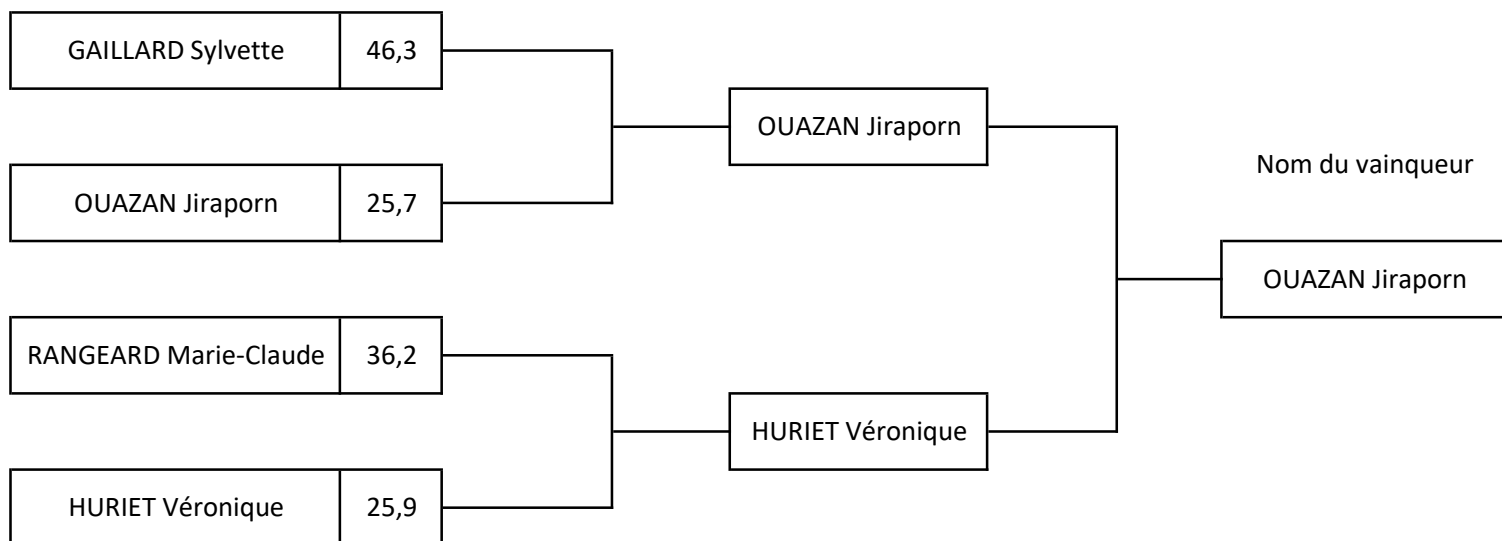 GAILLARD Sylvette 46,3
OUAZAN Jiraporn
OUAZAN Jiraporn 25,7
Nom du vainqueur
OUAZAN Jiraporn
RANGEARD Marie-Claude 36,2
HURIET Véronique
HURIET Véronique 25,9